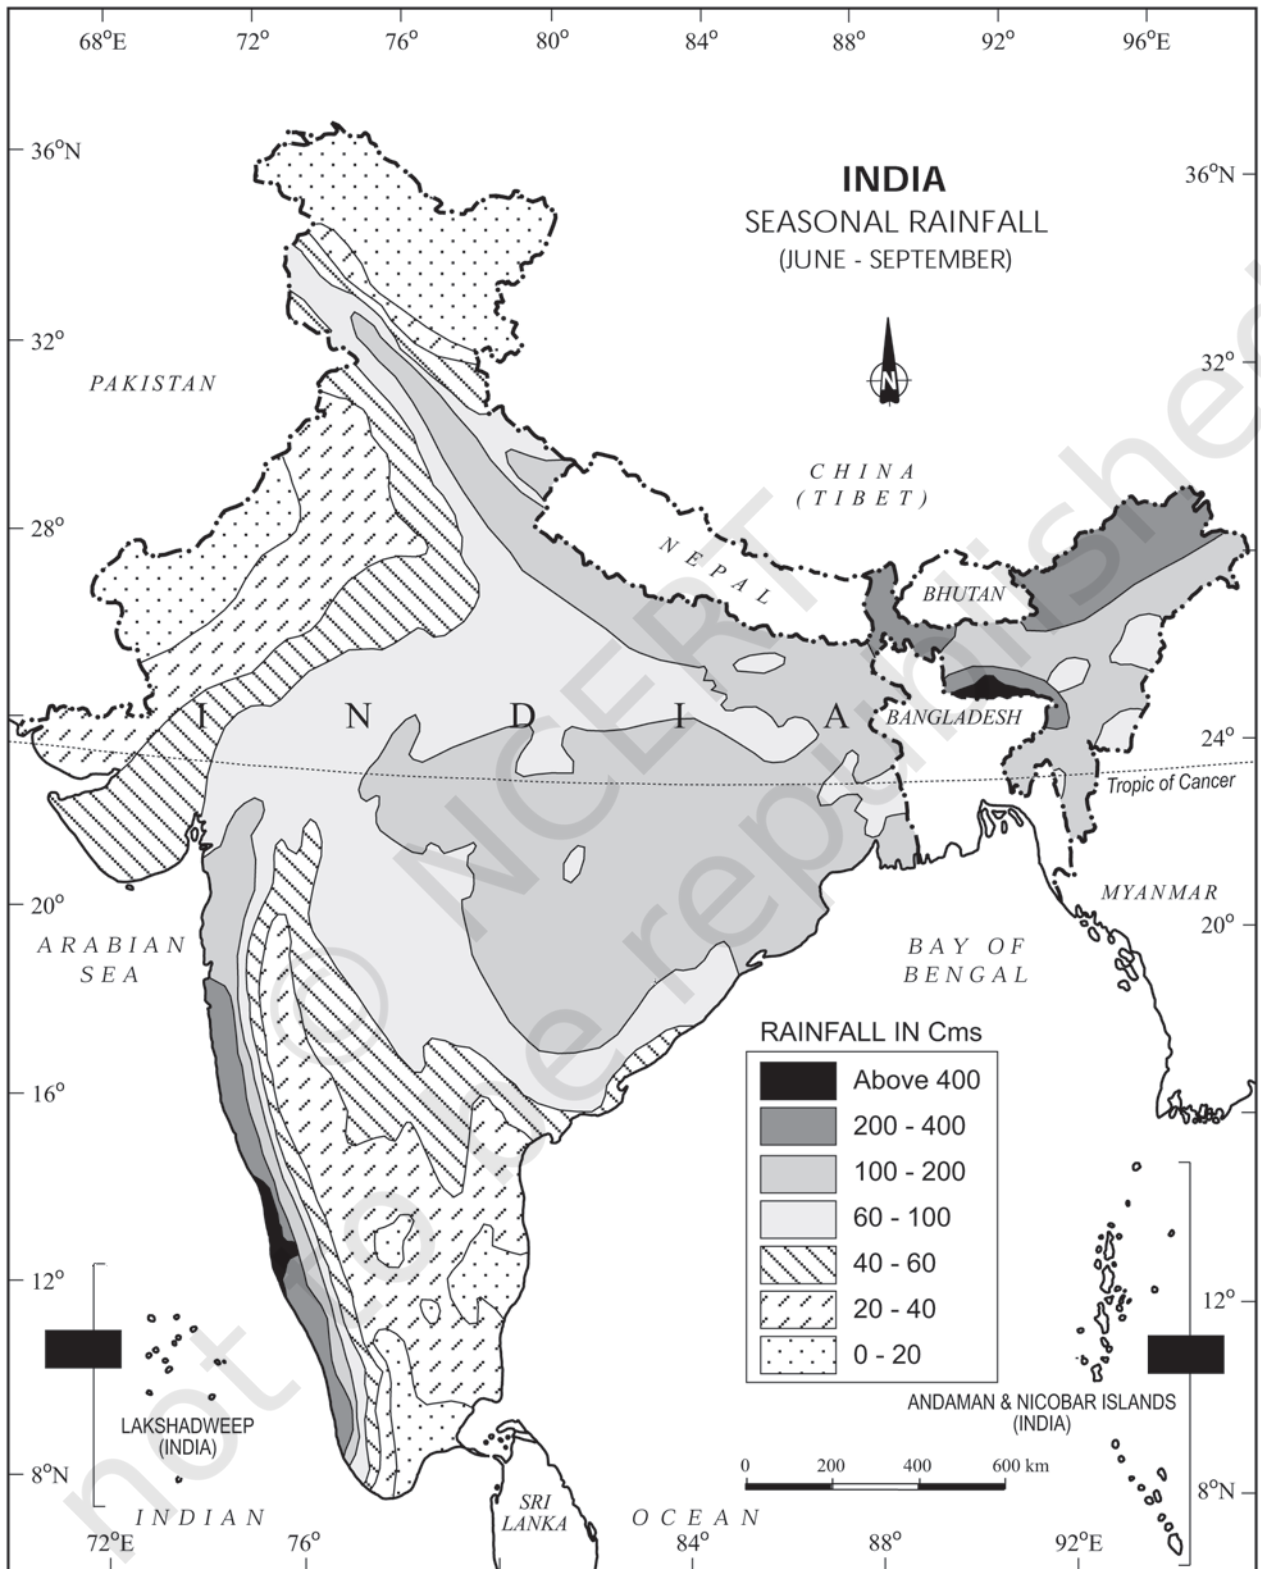 68°E 72° 76° 80° 84° 88° 92° 96°E
36°N
36°N
INDIA
SEASONAL RAINFALL
(JUNE - SEPTEMBER)
32°
32°
N
PAKISTAN
CHINA
(TIBET)
28°
NEPAL
BHUTAN
I N D I A
BANGLADESH
24°
Tropic of Cancer
MYANMAR
20°
20°
ARABIAN
SEA
BAY OF
BENGAL
RAINFALL IN Cms
Above 400
200 - 400
100 - 200
60 - 100
40 - 60
20 - 40
0 - 20
16°
12°
12°
LAKSHADWEEP
(INDIA)
ANDAMAN & NICOBAR ISLANDS
(INDIA)
0 200 400 600 km
8°N
8°N
SRI
LANKA
INDIAN OCEAN
72°E 76° 84° 88° 92°E
© NCERT
not to be republished